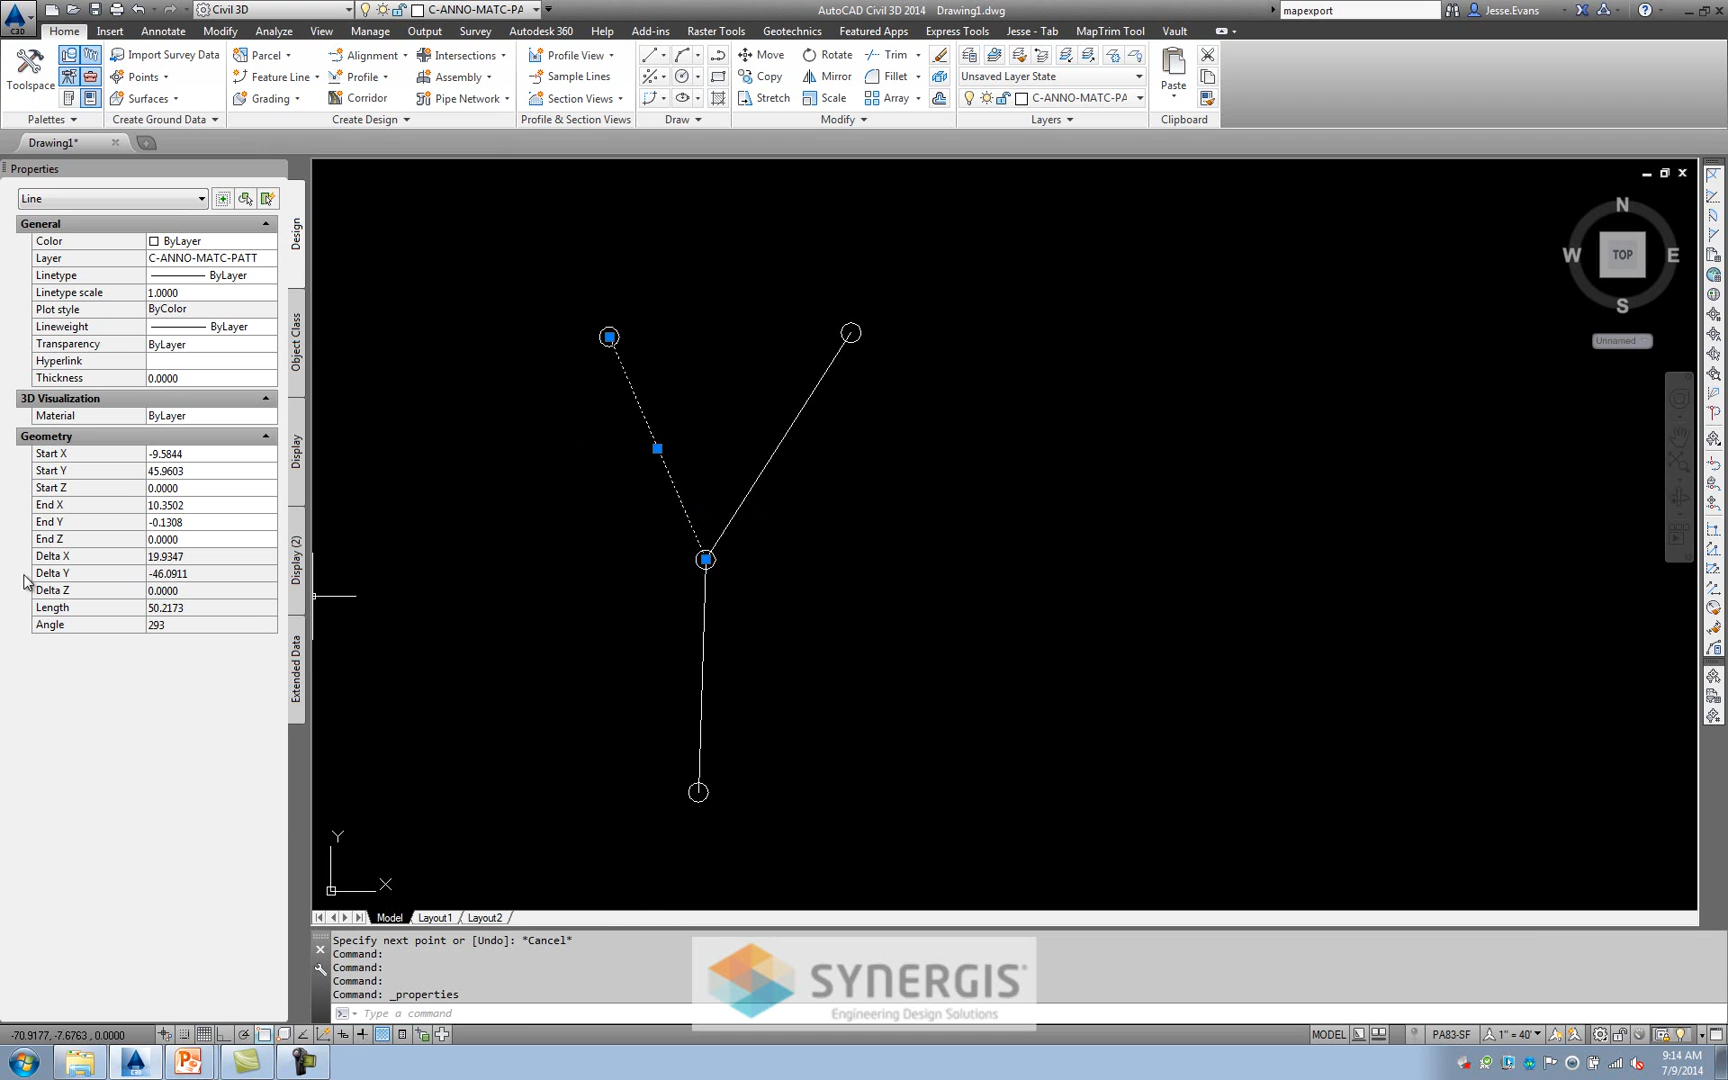 Civil 3D
C-ANNO-MATC-PA
AutoCAD Civil 3D 2014 Drawing1.dwg
mapexport
Jesse.Evans
C3D
Home Insert Annotate Modify Analyze View Manage Output Survey Autodesk 360 Help Add-ins Raster Tools Geotechnics Featured Apps Express Tools Jesse - Tab MapTrim Tool Vault
Toolspace
Import Survey Data
Points
Surfaces
Parcel
Feature Line
Grading
Alignment
Profile
Corridor
Intersections
Assembly
Pipe Network
Profile View
Sample Lines
Section Views
Move
Copy
Stretch
Rotate
Mirror
Scale
Trim
Fillet
Array
Unsaved Layer State
C-ANNO-MATC-PA
Paste
Palettes Create Ground Data Create Design Profile & Section Views Draw Modify Layers Clipboard
Drawing1*
Properties
Line
General
Color ByLayer
Layer C-ANNO-MATC-PATT
Linetype ByLayer
Linetype scale 1.0000
Plot style ByColor
Lineweight ByLayer
Transparency ByLayer
Hyperlink
Thickness 0.0000
3D Visualization
Material ByLayer
Geometry
Start X -9.5844
Start Y 45.9603
Start Z 0.0000
End X 10.3502
End Y -0.1308
End Z 0.0000
Delta X 19.9347
Delta Y -46.0911
Delta Z 0.0000
Length 50.2173
Angle 293
Design
Object Class
Display
Display (2)
Extended Data
N
W TOP E
S
Unnamed
Y
X
Model Layout1 Layout2
Specify next point or [Undo]: *Cancel*
Command:
Command:
Command:
Command: _properties
Type a command
SYNERGIS®
Engineering Design Solutions
-70.9177, -7.6763, 0.0000
MODEL
PA83-SF
1" = 40'
9:14 AM
7/9/2014